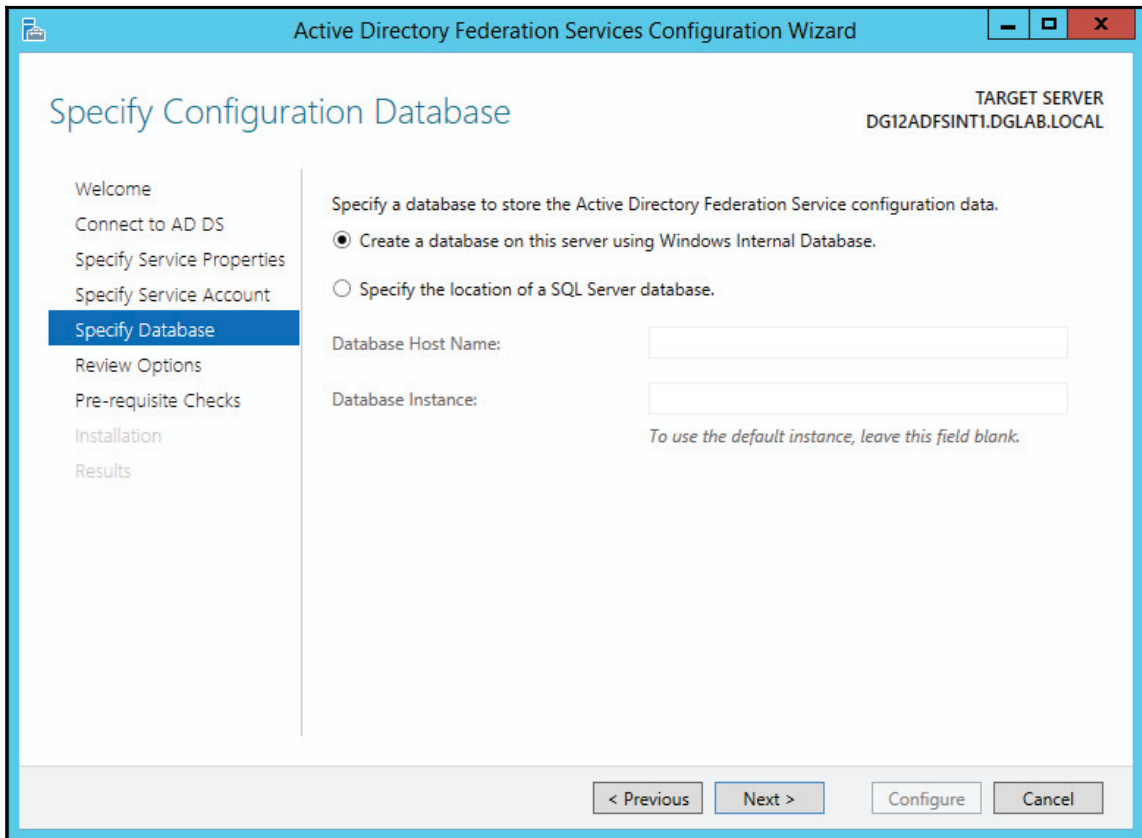 Active Directory Federation Services Configuration Wizard
Specify Configuration Database
TARGET SERVER
DG12ADFSINT1.DGLAB.LOCAL
Welcome
Connect to AD DS
Specify Service Properties
Specify Service Account
Specify Database
Review Options
Pre-requisite Checks
Installation
Results
Specify a database to store the Active Directory Federation Service configuration data.
Create a database on this server using Windows Internal Database.
Specify the location of a SQL Server database.
Database Host Name:
Database Instance:
To use the default instance, leave this field blank.
< Previous
Next >
Configure
Cancel